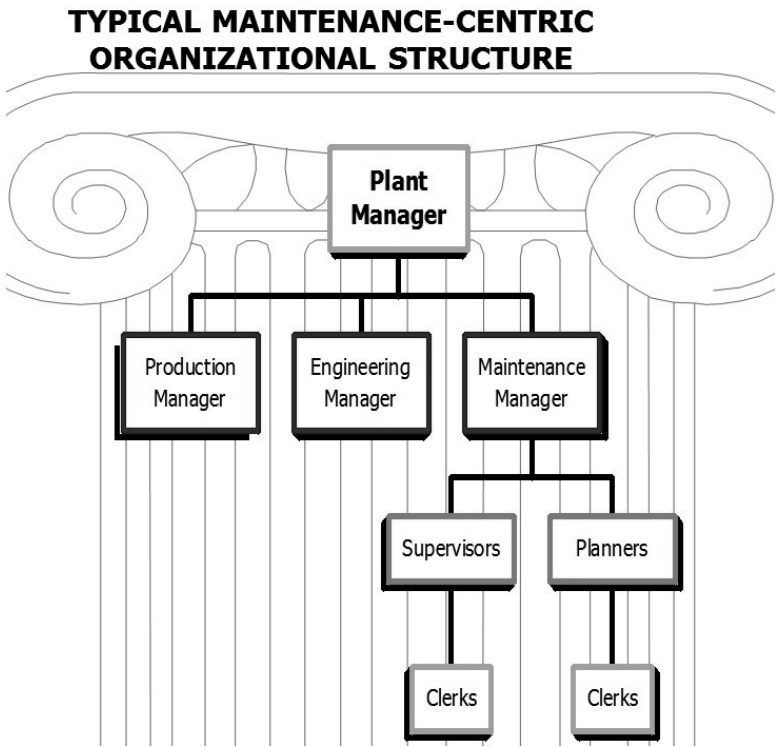 TYPICAL MAINTENANCE-CENTRIC
ORGANIZATIONAL STRUCTURE
Plant
Manager
Production
Manager
Engineering
Manager
Maintenance
Manager
Supervisors
Planners
Clerks
Clerks